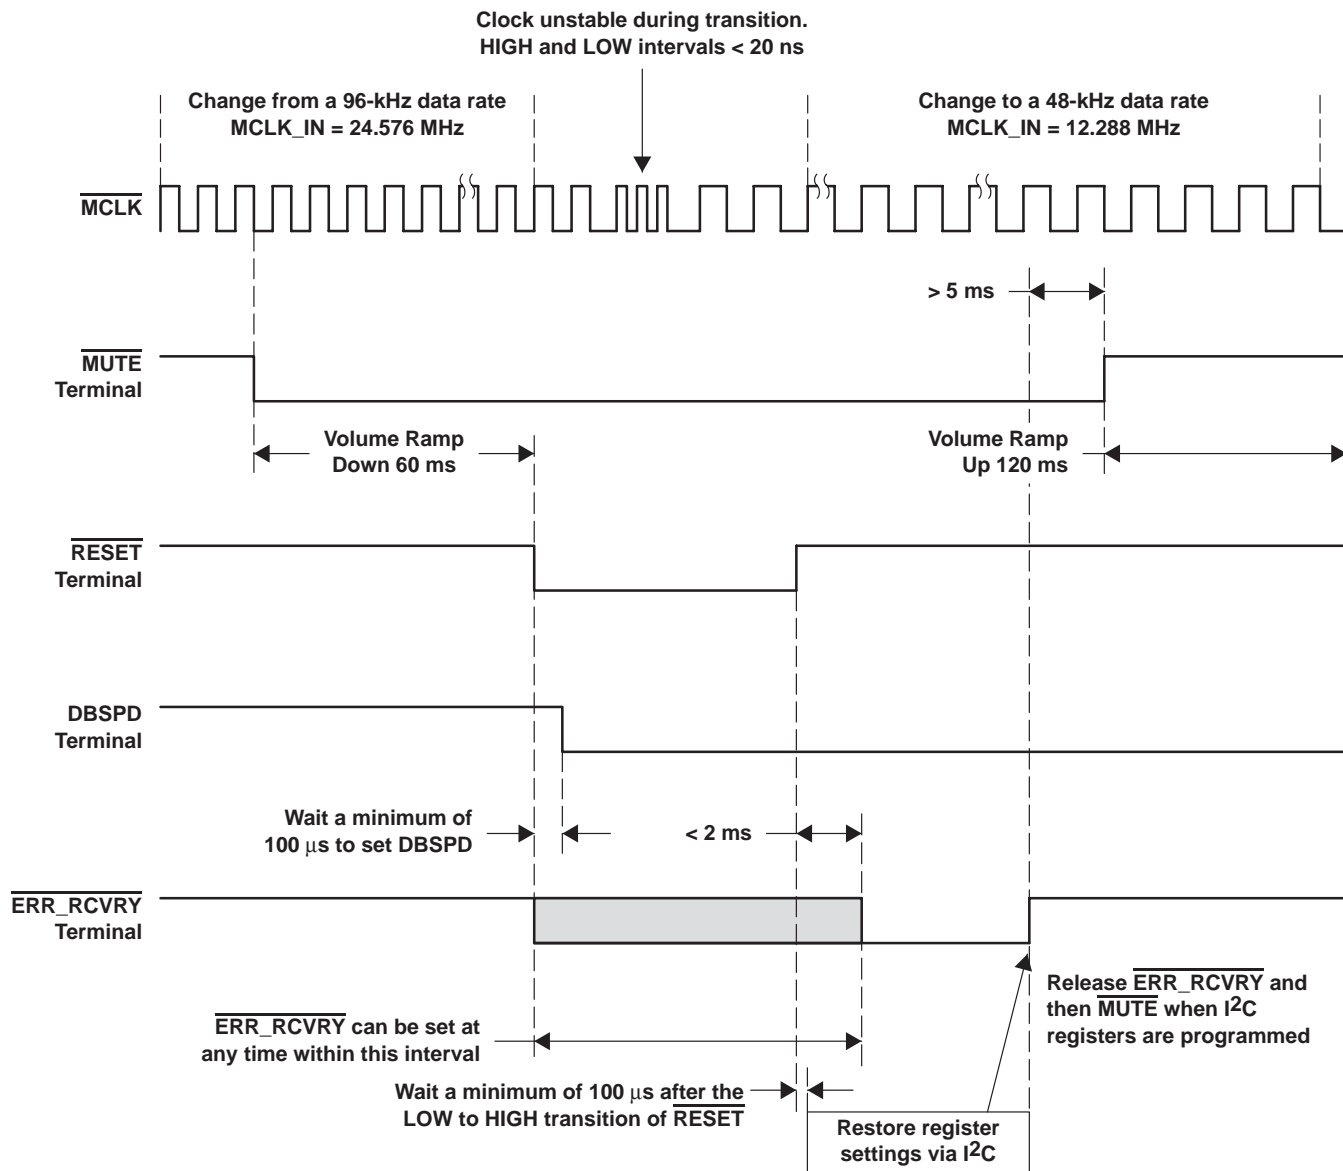 Clock unstable during transition.
HIGH and LOW intervals < 20 ns
Change from a 96-kHz data rate
MCLK_IN = 24.576 MHz
Change to a 48-kHz data rate
MCLK_IN = 12.288 MHz
MCLK
> 5 ms
MUTE
Terminal
Volume Ramp
Down 60 ms
Volume Ramp
Up 120 ms
RESET
Terminal
DBSPD
Terminal
Wait a minimum of
100 μs to set DBSPD
< 2 ms
ERR_RCVRY
Terminal
ERR_RCVRY can be set at
any time within this interval
Release ERR_RCVRY and
then MUTE when I2C
registers are programmed
Wait a minimum of 100 μs after the
LOW to HIGH transition of RESET
Restore register
settings via I2C